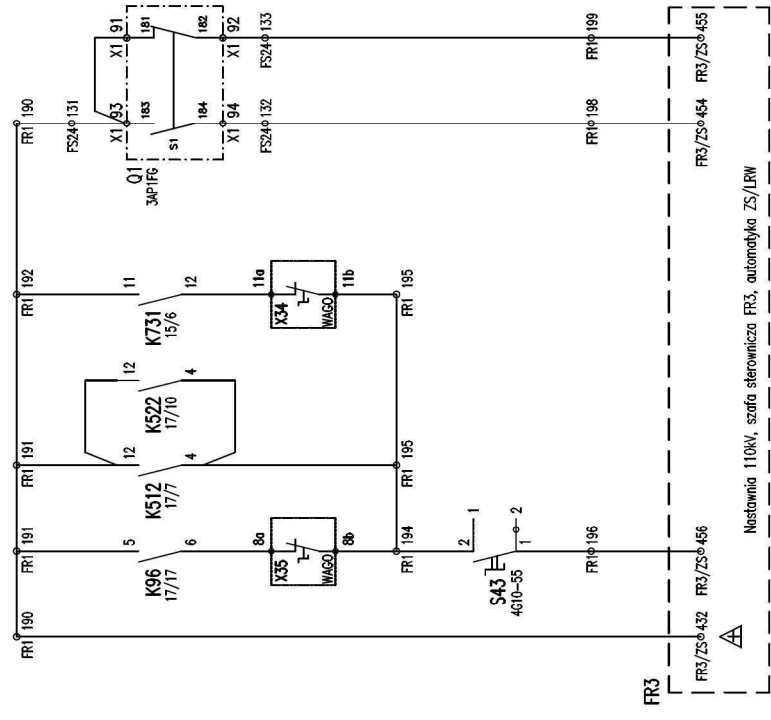 FR1 190
FR1 191
FR1 191
FR1 192
FR1 190
FS24 131
X1 93
X1 91
183
181
S1
184
182
X1 94
X1 92
Q1
3AP1FG
FS24 132
FS24 133
5
K96
17/17
6
12
K512
17/7
4
12
K522
17/10
4
11
K731
15/6
12
8a
X35
WAGO
8b
11a
X34
WAGO
11b
FR1 194
FR1 195
FR1 195
2
1
S43
4G10-55
1
2
FR1 196
FR1 198
FR1 199
FR3
FR3/ZS 432
FR3/ZS 456
FR3/ZS 454
FR3/ZS 455
Nastawnia 110kV, szafa sterownicza FR3, automatyka ZS/LRW